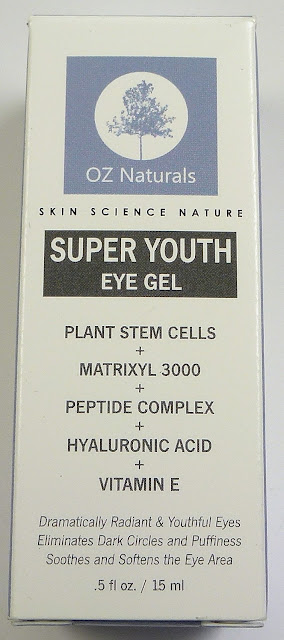 OZ Naturals
SKIN SCIENCE NATURE
SUPER YOUTH
EYE GEL
PLANT STEM CELLS
+
MATRIXYL 3000
+
PEPTIDE COMPLEX
+
HYALURONIC ACID
+
VITAMIN E
Dramatically Radiant & Youthful Eyes
Eliminates Dark Circles and Puffiness
Soothes and Softens the Eye Area
.5 fl oz. / 15 ml